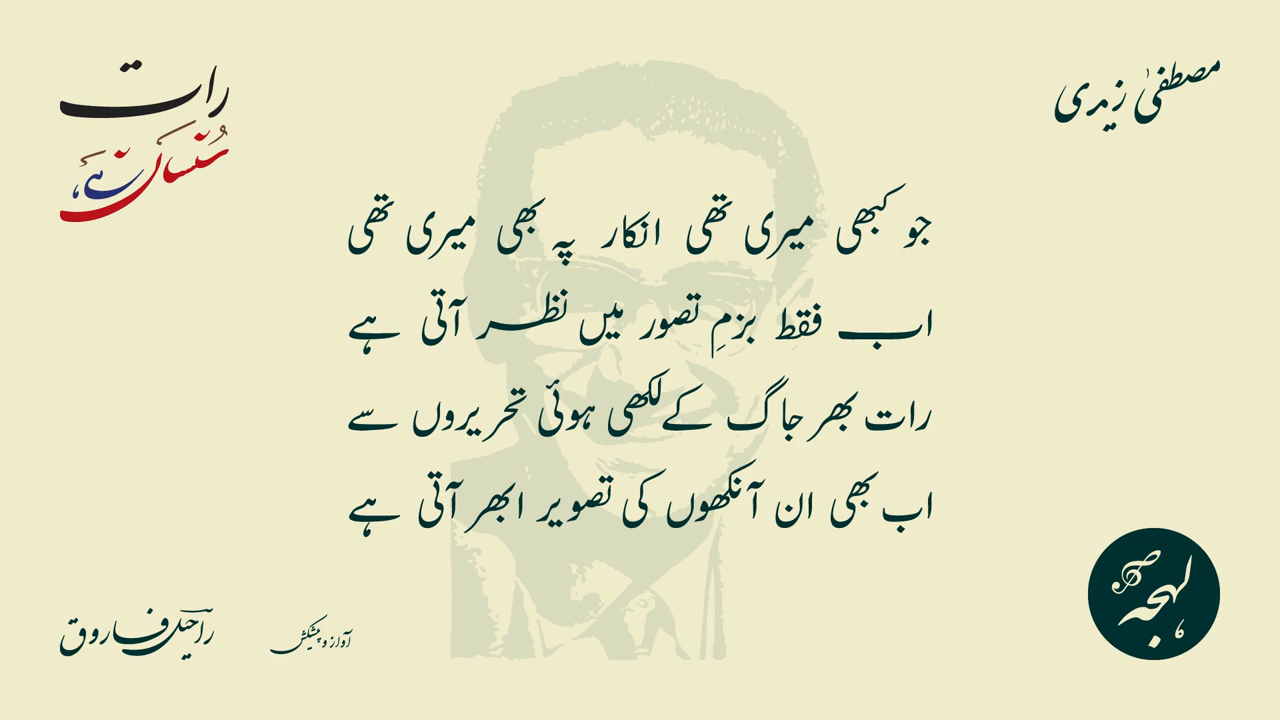 مصطفیٰ زیدی
رات
سُنسان ہے،
جو کبھی میری تھی انکار پہ بھی میری تھی
اب فقط بزمِ تصور میں نظر آتی ہے
رات بھر جاگ کے لکھی ہوئی تحریروں سے
اب بھی ان آنکھوں کی تصویر ابھر آتی ہے
لہجہ
آواز و پیشکش
راحیل فاروق